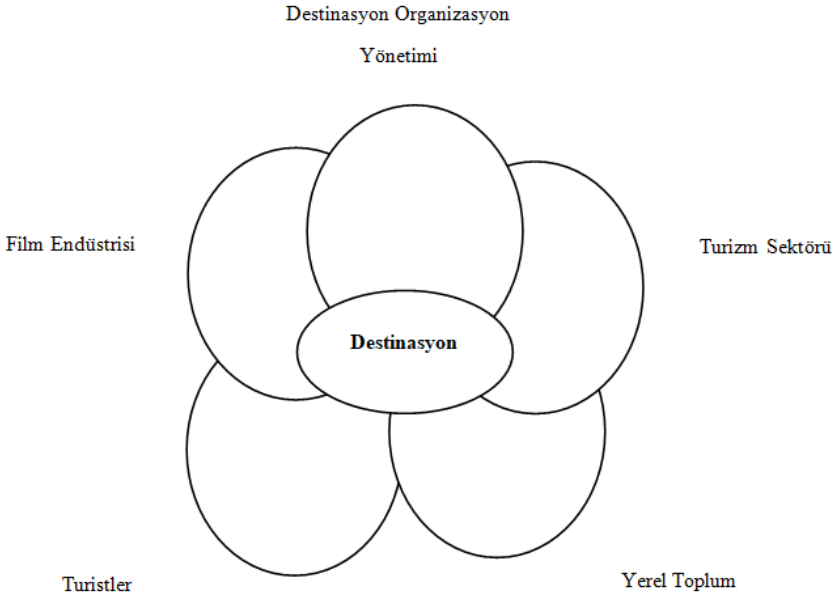 Destinasyon Organizasyon
Yönetimi
Film Endüstrisi
Turizm Sektörü
Destinasyon
Turistler
Yerel Toplum